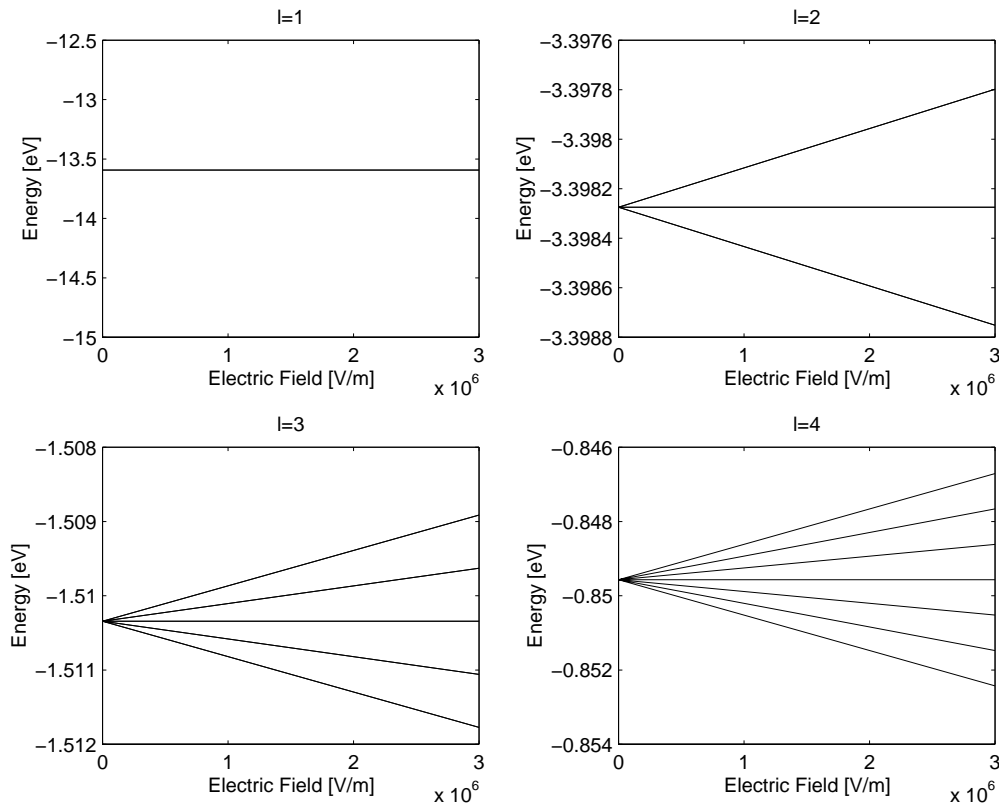 l=1
−12.5
−13
−13.5
−14
−14.5
−15
Energy [eV]
0 1 2 3
Electric Field [V/m]
x 10^6
l=2
−3.3976
−3.3978
−3.398
−3.3982
−3.3984
−3.3986
−3.3988
Energy [eV]
0 1 2 3
Electric Field [V/m]
x 10^6
l=3
−1.508
−1.509
−1.51
−1.511
−1.512
Energy [eV]
0 1 2 3
Electric Field [V/m]
x 10^6
l=4
−0.846
−0.848
−0.85
−0.852
−0.854
Energy [eV]
0 1 2 3
Electric Field [V/m]
x 10^6